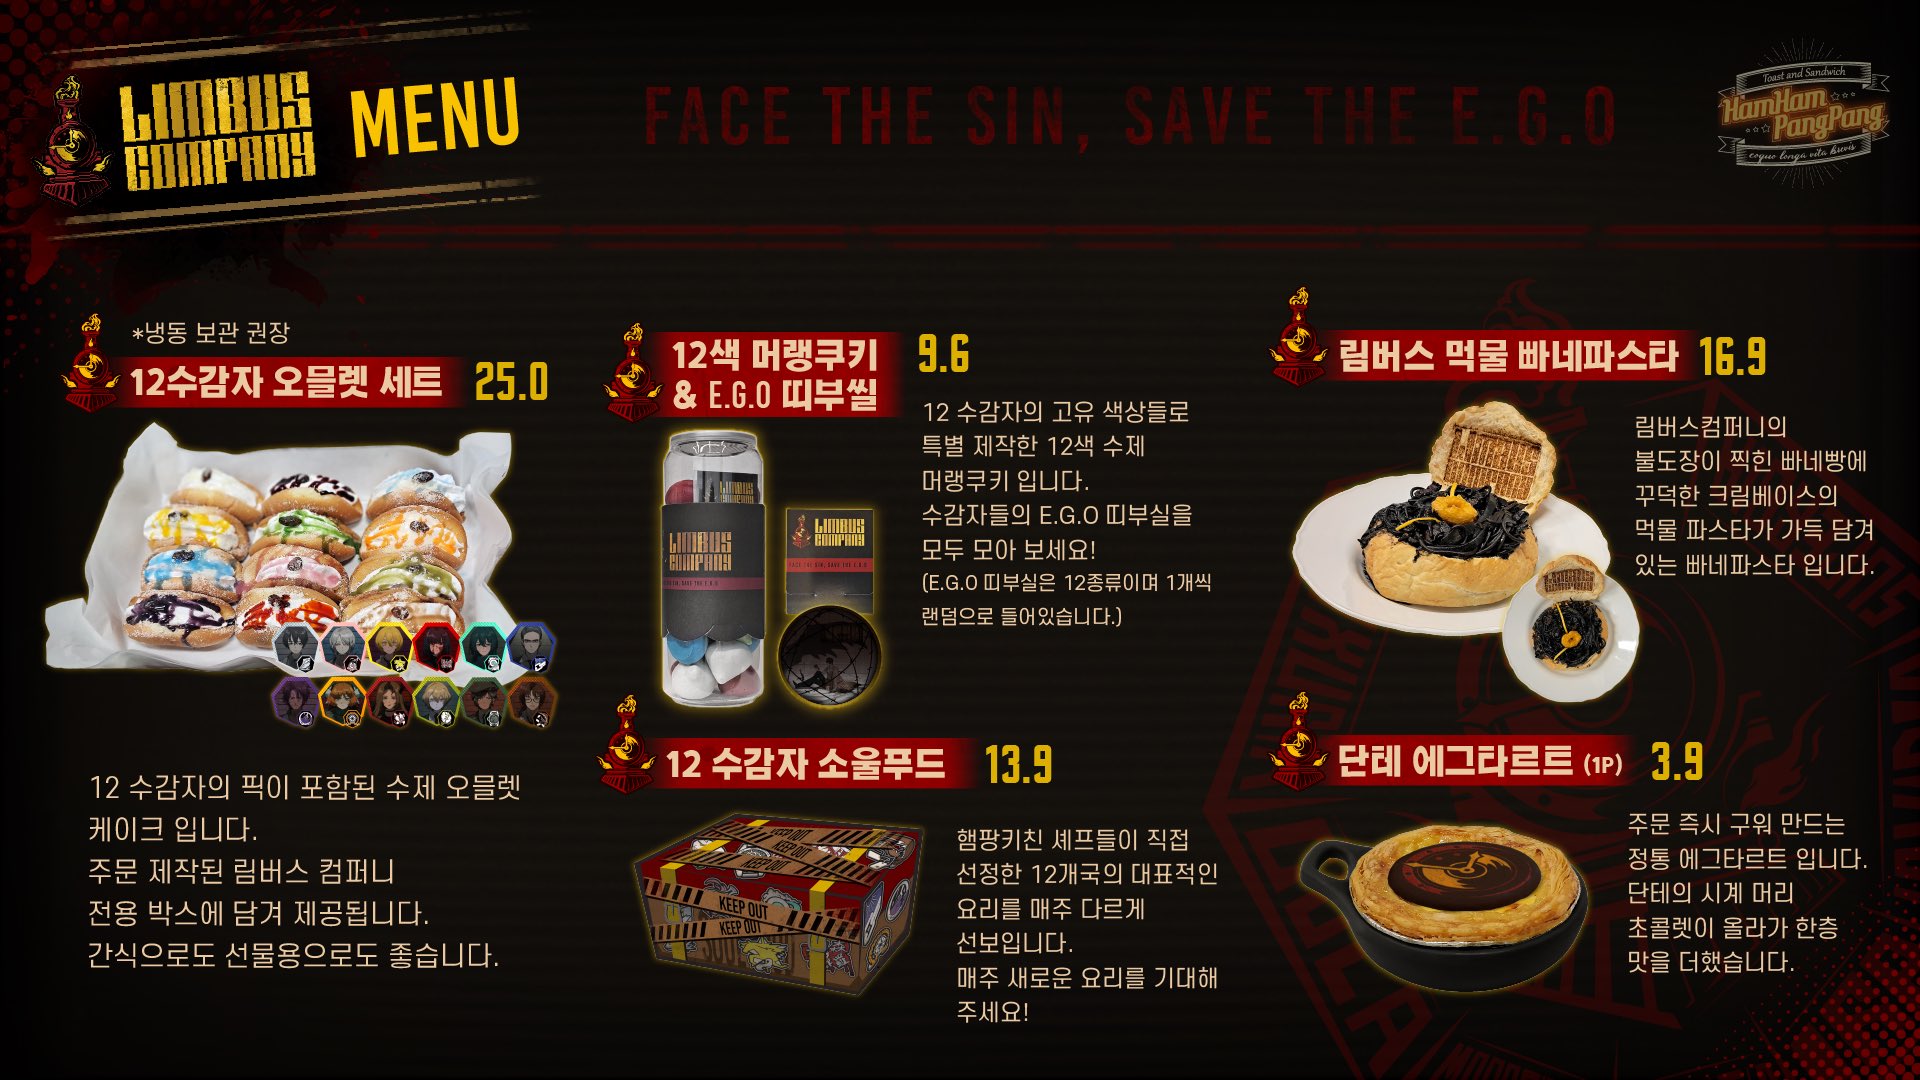 LIMBUS
COMPANY
MENU
FACE THE SIN, SAVE THE E.G.O
Toast and Sandwich
HamHam
PangPang
coquo longa vita brevis
*냉동 보관 권장
12수감자 오믈렛 세트 25.0
12 수감자의 픽이 포함된 수제 오믈렛
케이크 입니다.
주문 제작된 림버스 컴퍼니
전용 박스에 담겨 제공됩니다.
간식으로도 선물용으로도 좋습니다.
12색 머랭쿠키
& E.G.O 띠부씰
9.6
12 수감자의 고유 색상들로
특별 제작한 12색 수제
머랭쿠키 입니다.
수감자들의 E.G.O 띠부실을
모두 모아 보세요!
(E.G.O 띠부실은 12종류이며 1개씩
랜덤으로 들어있습니다.)
LIMBUS
COMPANY
LIMBUS
COMPANY
FACE THE SIN, SAVE THE E.G.O
12 수감자 소울푸드 13.9
햄팡키친 셰프들이 직접
선정한 12개국의 대표적인
요리를 매주 다르게
선보입니다.
매주 새로운 요리를 기대해
주세요!
KEEP OUT
KEEP OUT
KEEP OUT
KEEP OUT
림버스 먹물 빠네파스타 16.9
림버스컴퍼니의
불도장이 찍힌 빠네빵에
꾸덕한 크림베이스의
먹물 파스타가 가득 담겨
있는 빠네파스타 입니다.
단테 에그타르트 (1P) 3.9
주문 즉시 구워 만드는
정통 에그타르트 입니다.
단테의 시계 머리
초콜렛이 올라가 한층
맛을 더했습니다.